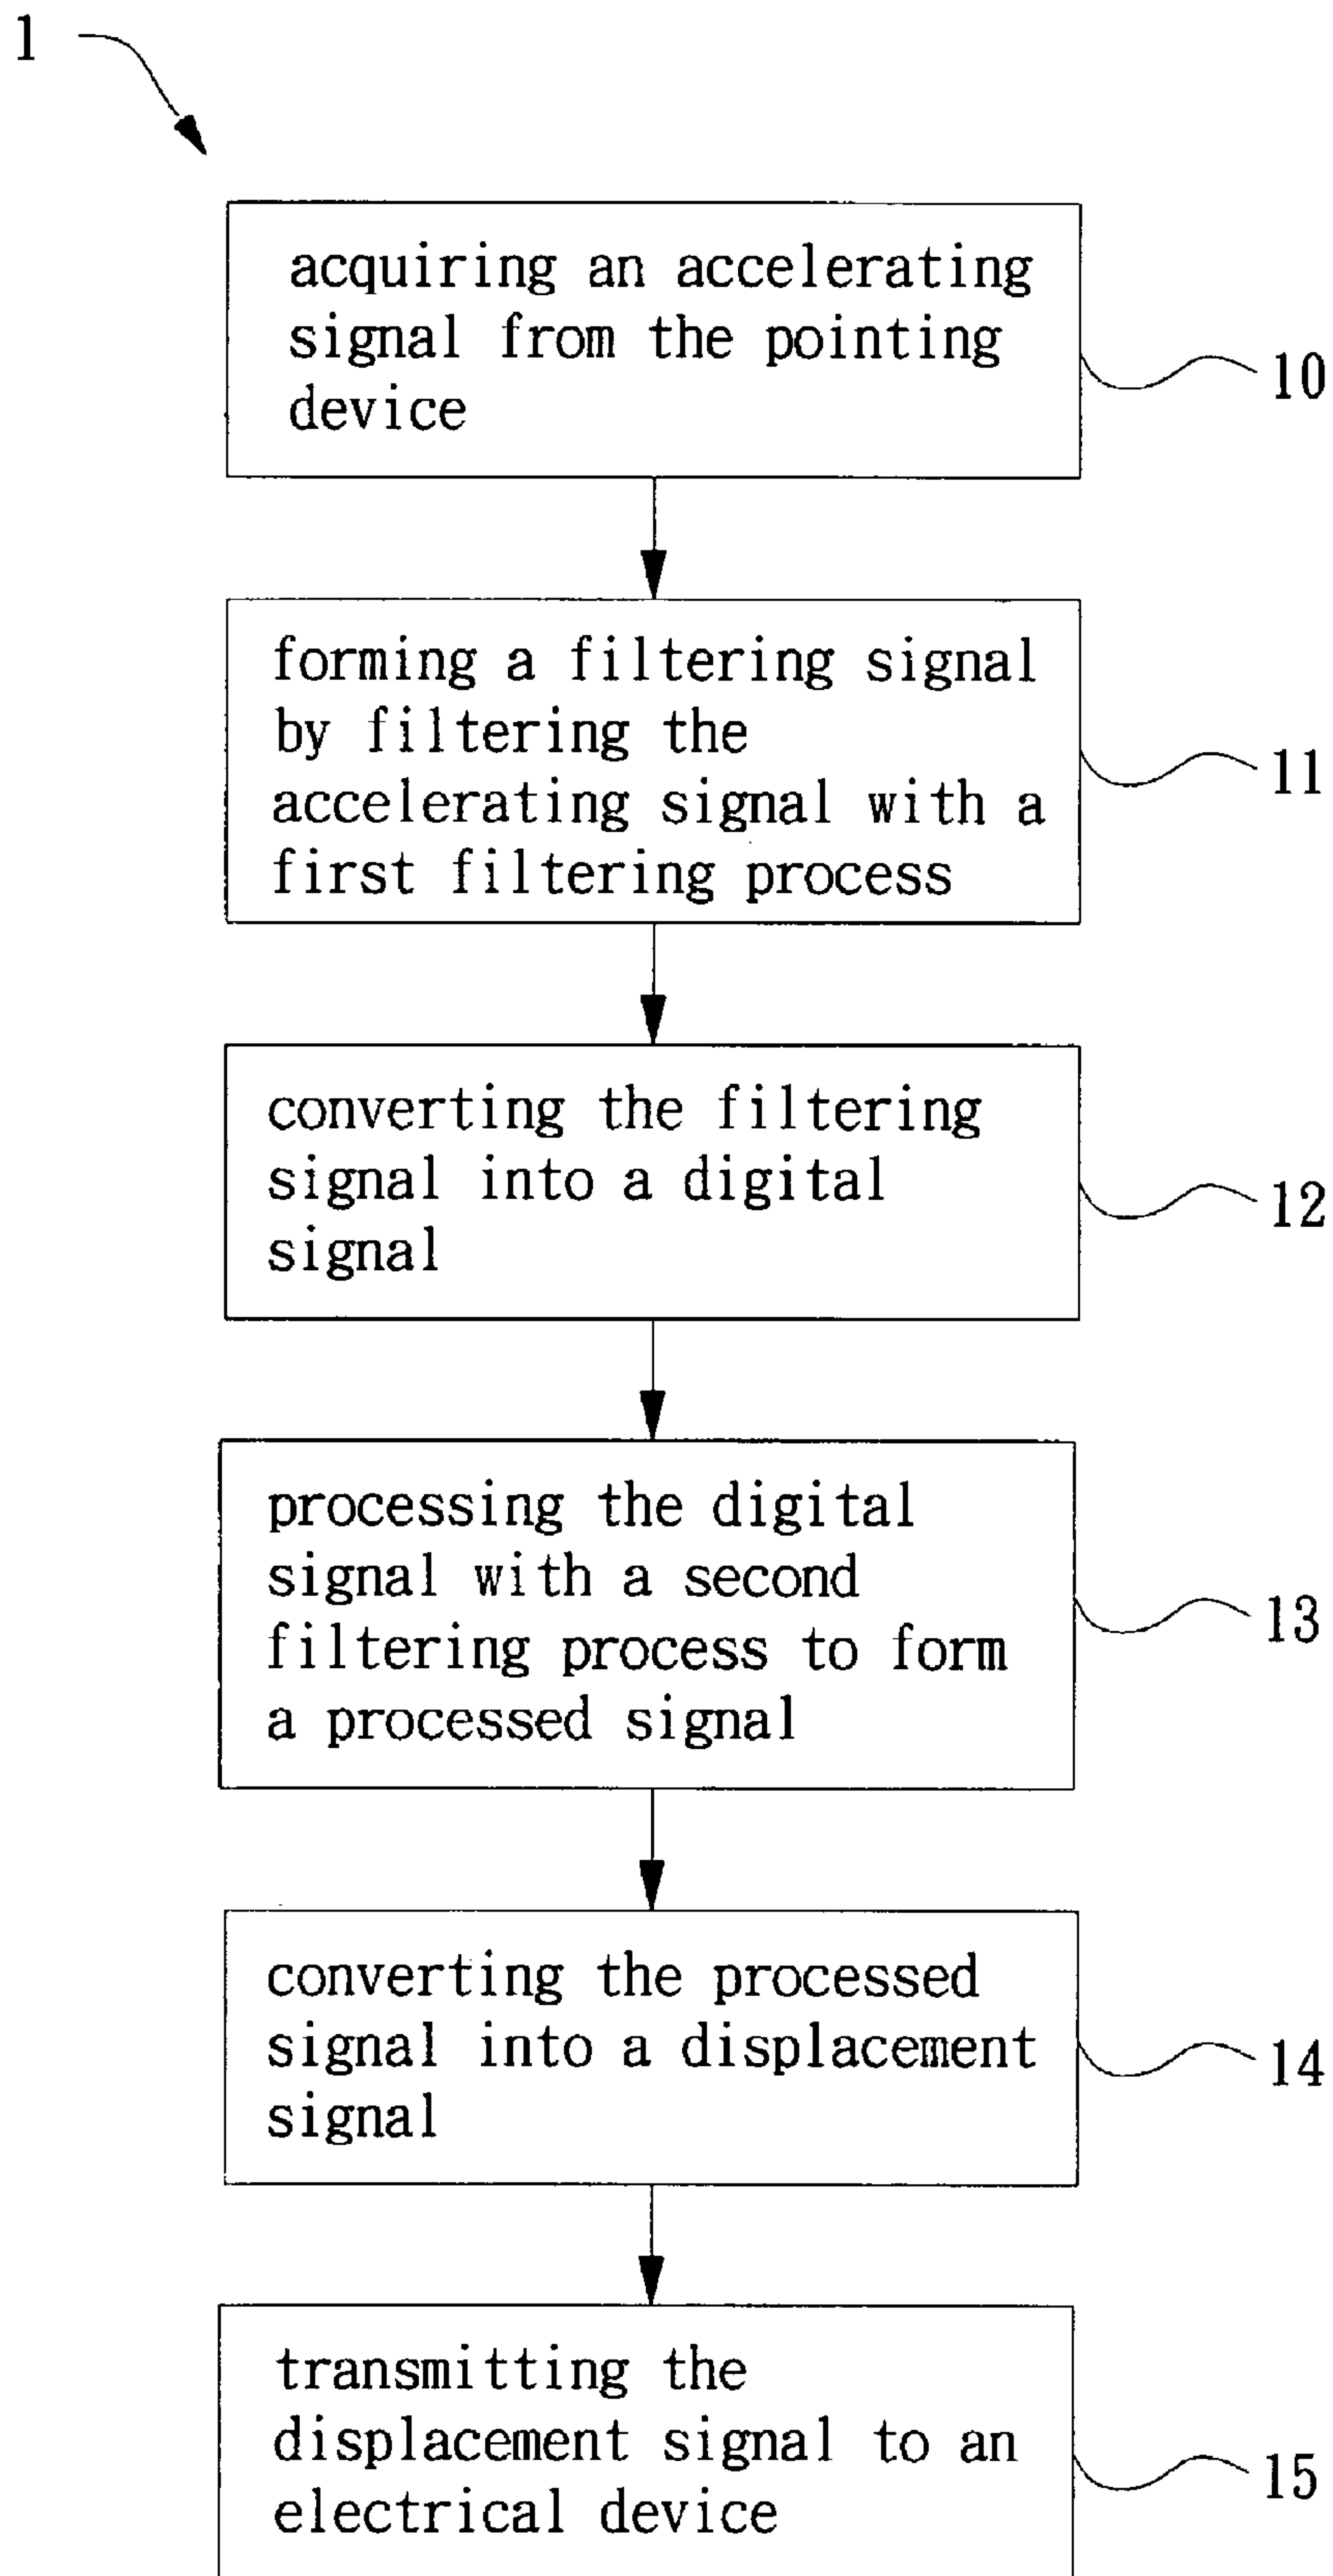 1
acquiring an accelerating
signal from the pointing
device
10
forming a filtering signal
by filtering the
accelerating signal with a
first filtering process
11
converting the filtering
signal into a digital
signal
12
processing the digital
signal with a second
filtering process to form
a processed signal
13
converting the processed
signal into a displacement
signal
14
transmitting the
displacement signal to an
electrical device
15